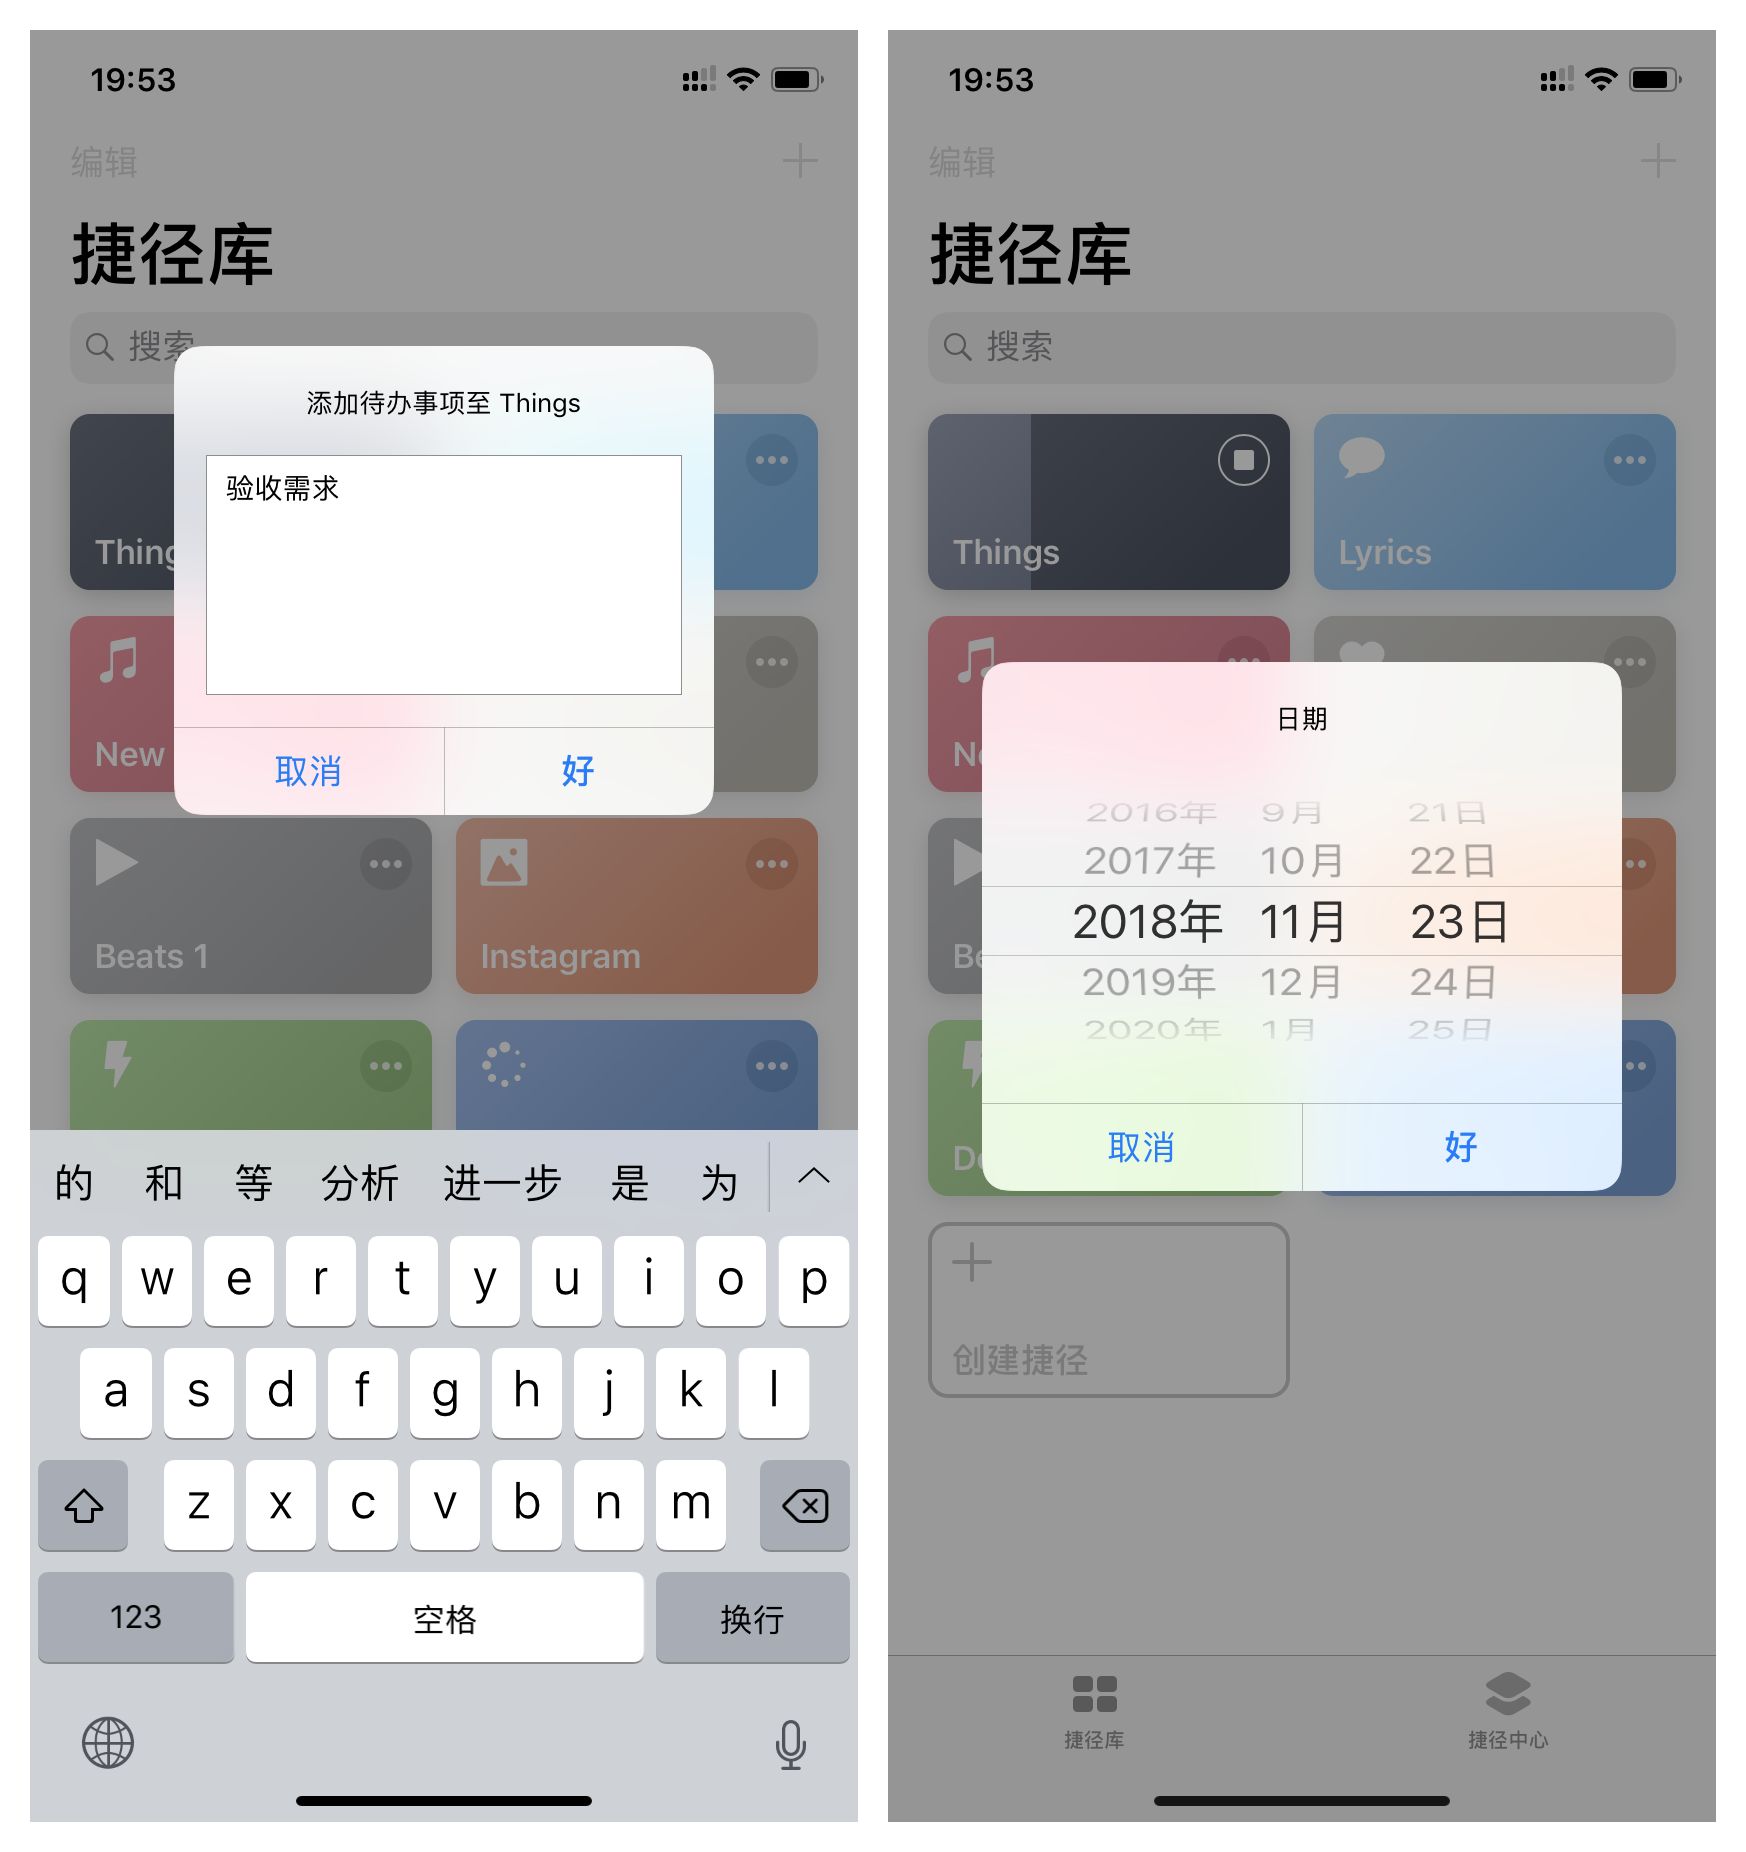 19:53
编辑
捷径库
搜索
添加待办事项至 Things
验收需求
Thing
New
取消
好
Beats 1
Instagram
的 和 等 分析 进一步 是 为
q w e r t y u i o p
a s d f g h j k l
z x c v b n m
123 空格 换行
19:53
编辑
捷径库
搜索
Things
Lyrics
日期
2016年 9月 21日
2017年 10月 22日
2018年 11月 23日
2019年 12月 24日
2020年 1月 25日
取消
好
创建捷径
捷径库
捷径中心